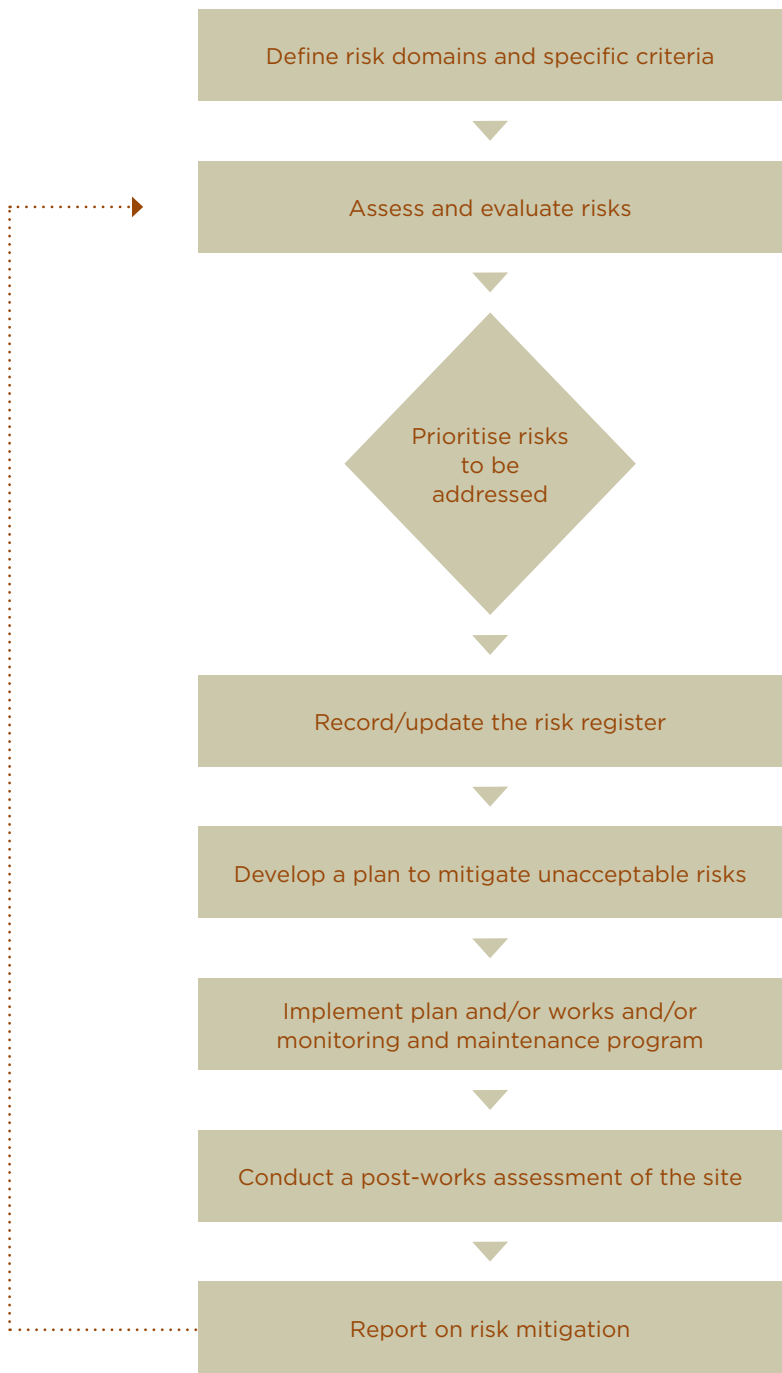 Define risk domains and specific criteria
Assess and evaluate risks
Prioritise risks
to be
addressed
Record/update the risk register
Develop a plan to mitigate unacceptable risks
Implement plan and/or works and/or
monitoring and maintenance program
Conduct a post-works assessment of the site
Report on risk mitigation